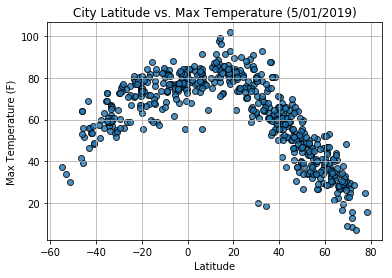 City Latitude vs. Max Temperature (5/01/2019)
Max Temperature (F)
100
80
60
40
20
−60 −40 −20 0 20 40 60 80
Latitude